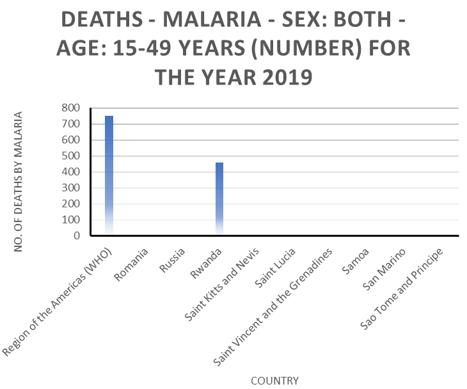 DEATHS - MALARIA - SEX: BOTH -
AGE: 15-49 YEARS (NUMBER) FOR
THE YEAR 2019
NO. OF DEATHS BY MALARIA
800
700
600
500
400
300
200
100
0
Region of the Americas (WHO)
Romania
Russia
Rwanda
Saint Kitts and Nevis
Saint Lucia
Saint Vincent and the Grenadines
Samoa
San Marino
Sao Tome and Principe
COUNTRY